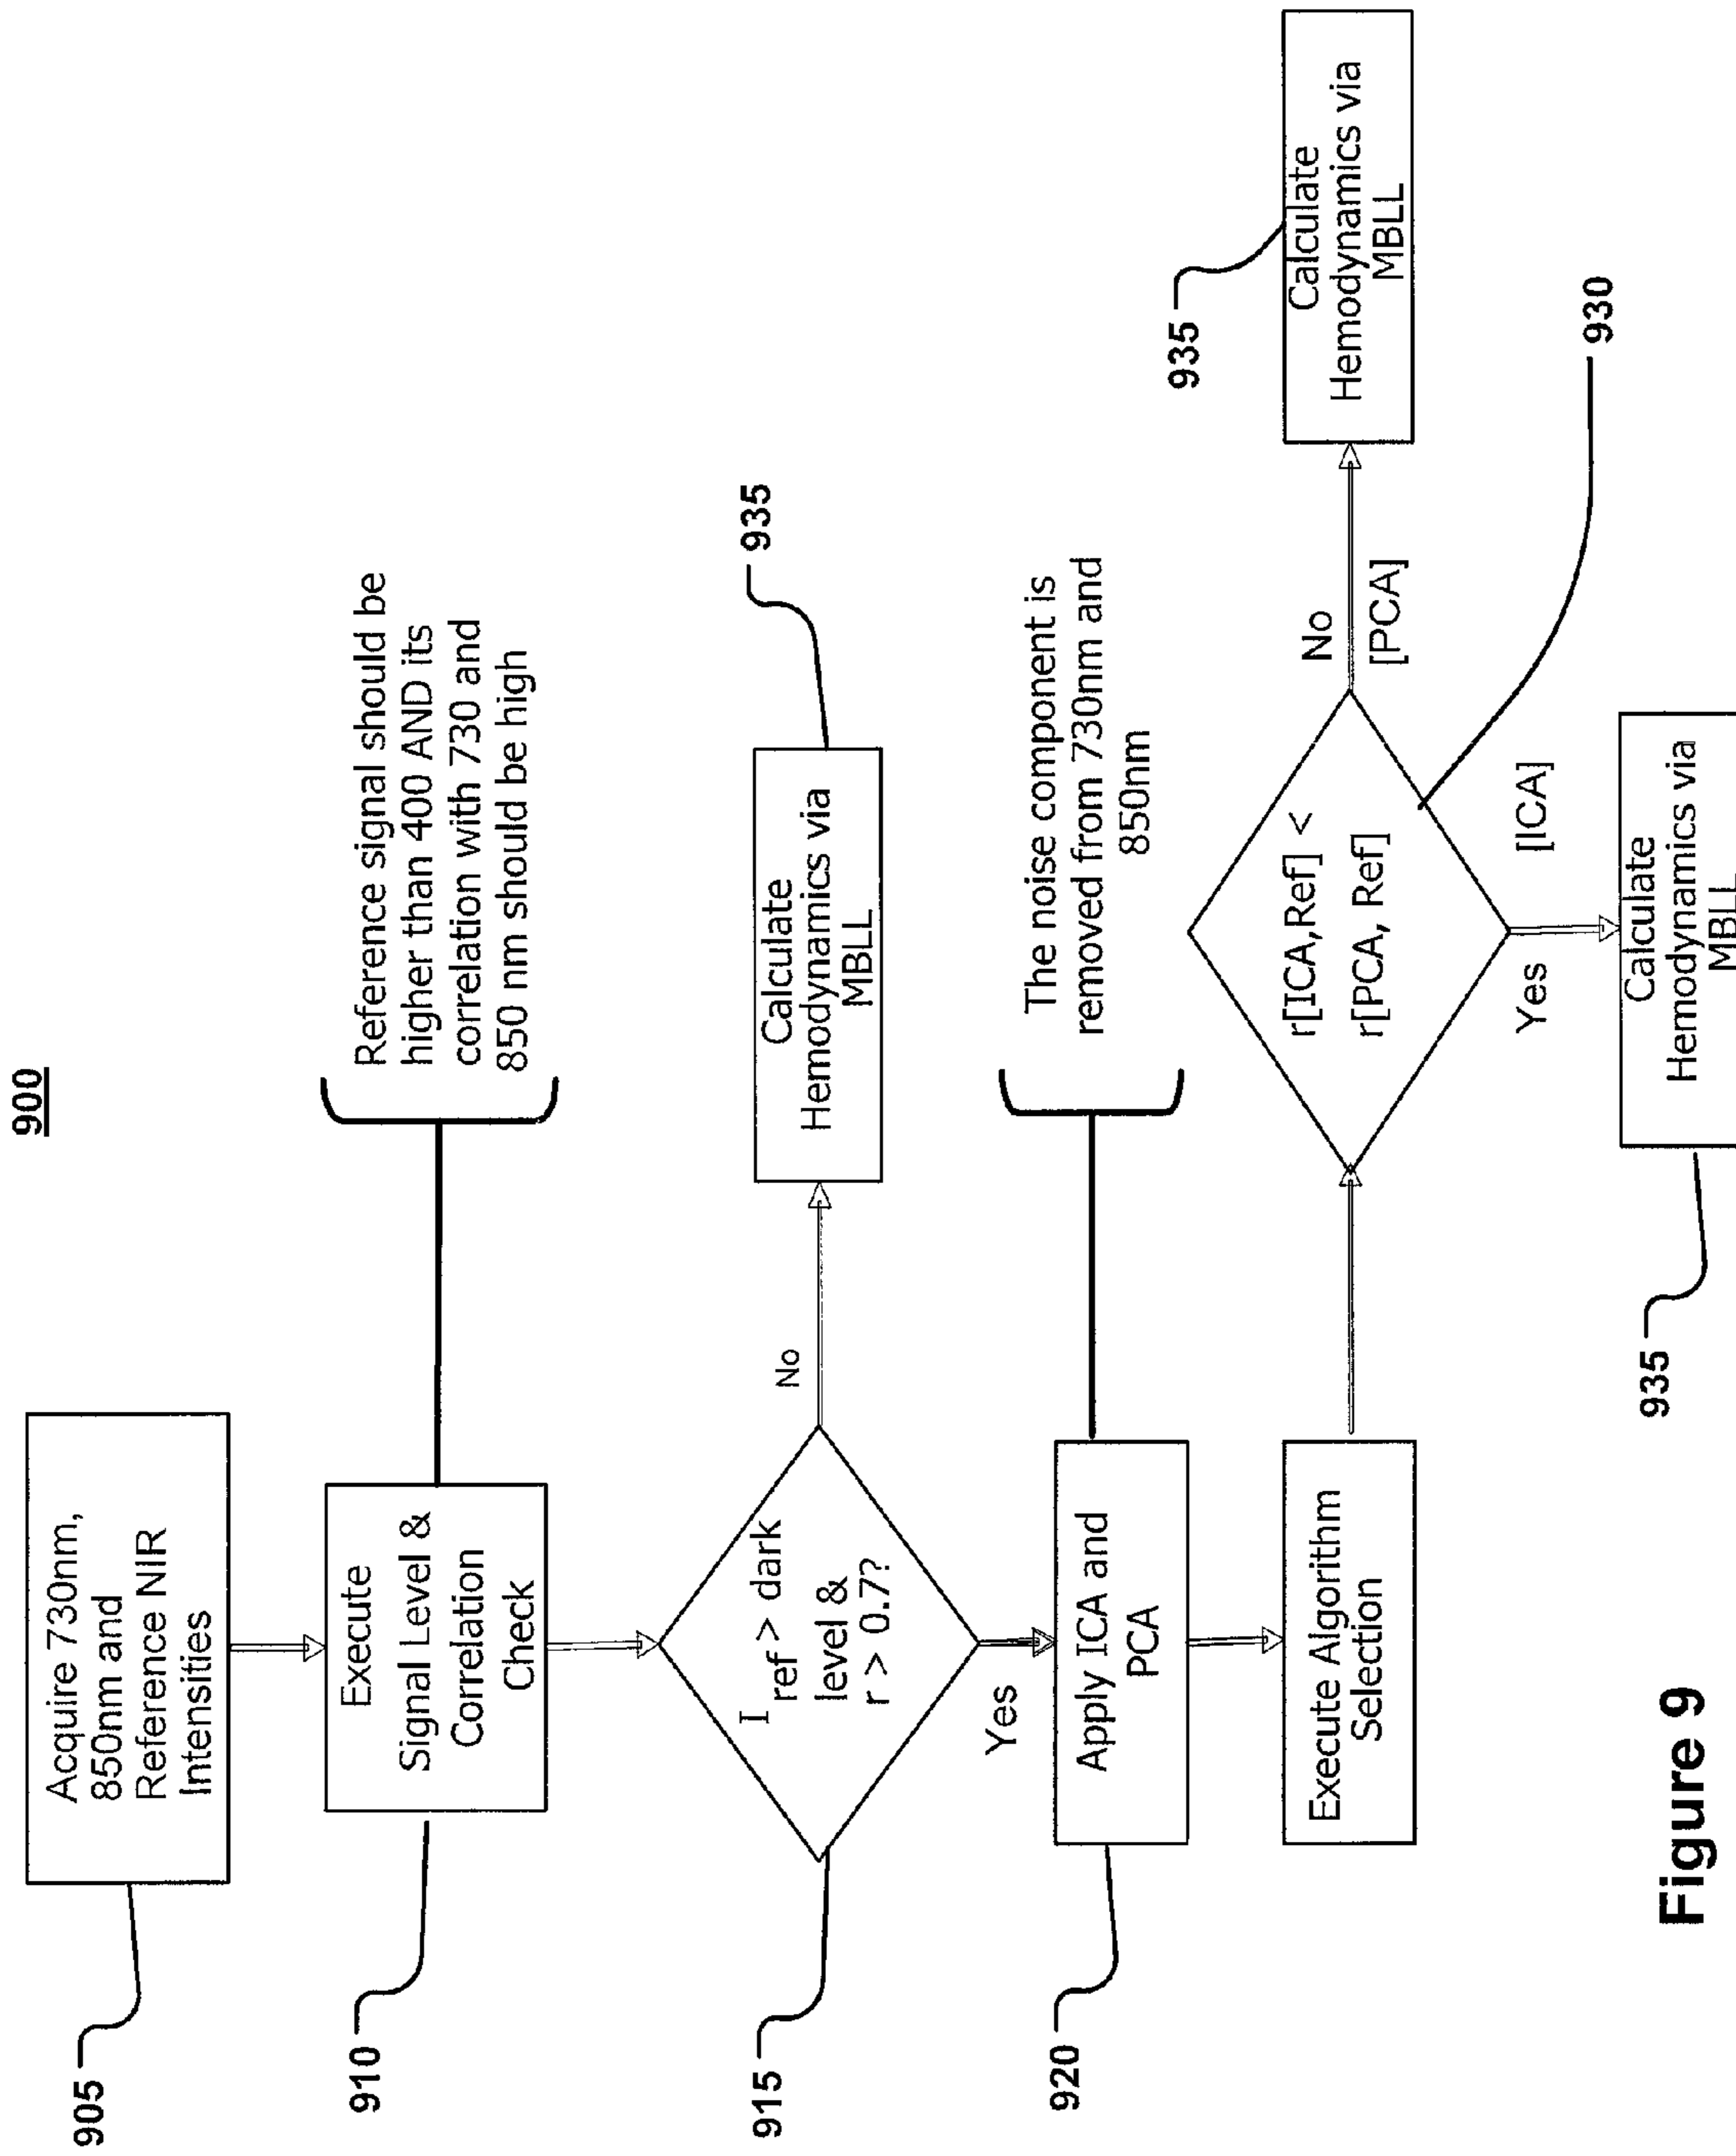 900
905
Acquire 730nm,
850nm and
Reference NIR
Intensities
910
Execute
Signal Level &
Correlation
Check
Reference signal should be
higher than 400 AND its
correlation with 730 and
850 nm should be high
915
I
ref > dark
level &
r > 0.7?
No
Calculate
Hemodynamics via
MBLL
935
Yes
920
Apply ICA and
PCA
The noise component is
removed from 730nm and
850nm
Execute Algorithm
Selection
r[ICA,Ref] <
r[PCA, Ref]
930
No
[PCA]
Calculate
Hemodynamics via
MBLL
935
Yes
[ICA]
Calculate
Hemodynamics via
MBLL
935
Figure 9